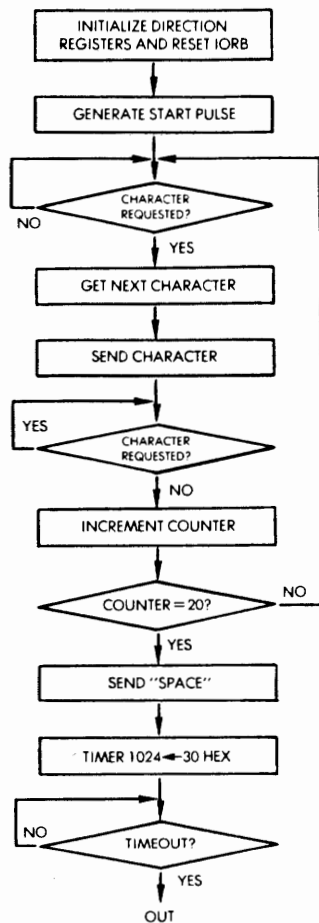 INITIALIZE DIRECTION
REGISTERS AND RESET IORB
GENERATE START PULSE
CHARACTER
REQUESTED?
NO
YES
GET NEXT CHARACTER
SEND CHARACTER
YES
CHARACTER
REQUESTED?
NO
INCREMENT COUNTER
COUNTER = 20?
NO
YES
SEND "SPACE"
TIMER 1024←30 HEX
NO
TIMEOUT?
YES
OUT